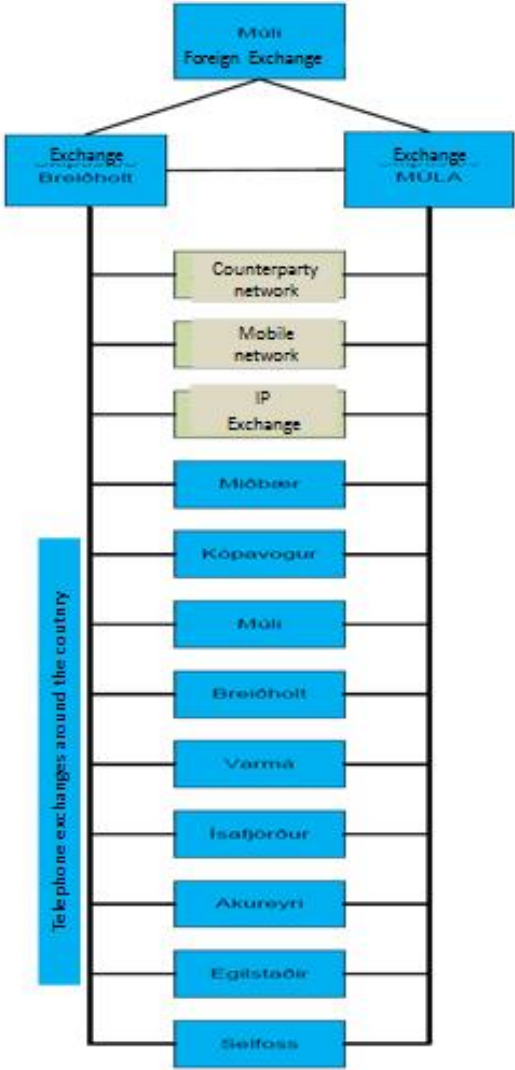 Múli
Foreign Exchange
Exchange
Breiðholt
Exchange
MÚLA
Counterparty
network
Mobile
network
IP
Exchange
Miðbær
Kópavogur
Múli
Breiðholt
Varmá
Ísafjörður
Akureyri
Egilstaðir
Selfoss
Telephone exchanges around the coutnry